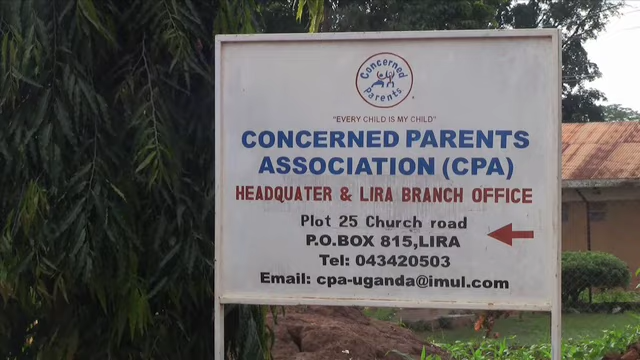 Concerned
Parents
"EVERY CHILD IS MY CHILD"
CONCERNED PARENTS
ASSOCIATION (CPA)
HEADQUATER & LIRA BRANCH OFFICE
Plot 25 Church road
P.O.BOX 815,LIRA
Tel: 043420503
Email: cpa-uganda@imul.com